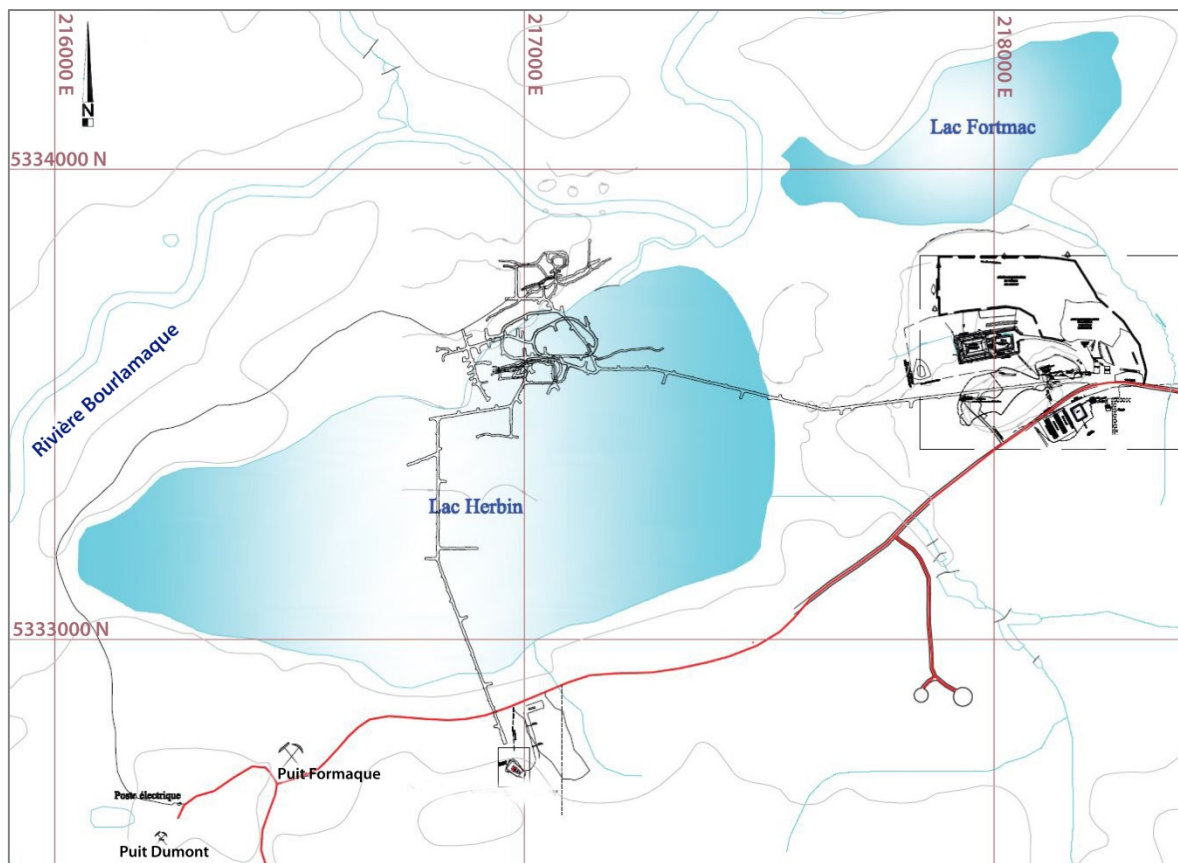 216000 E
217000 E
218000 E
N
Lac Fortmac
5334000 N
Rivière Bourlamaque
Lac Herbin
5333000 N
Puit Formaque
Poste électrique
Puit Dumont